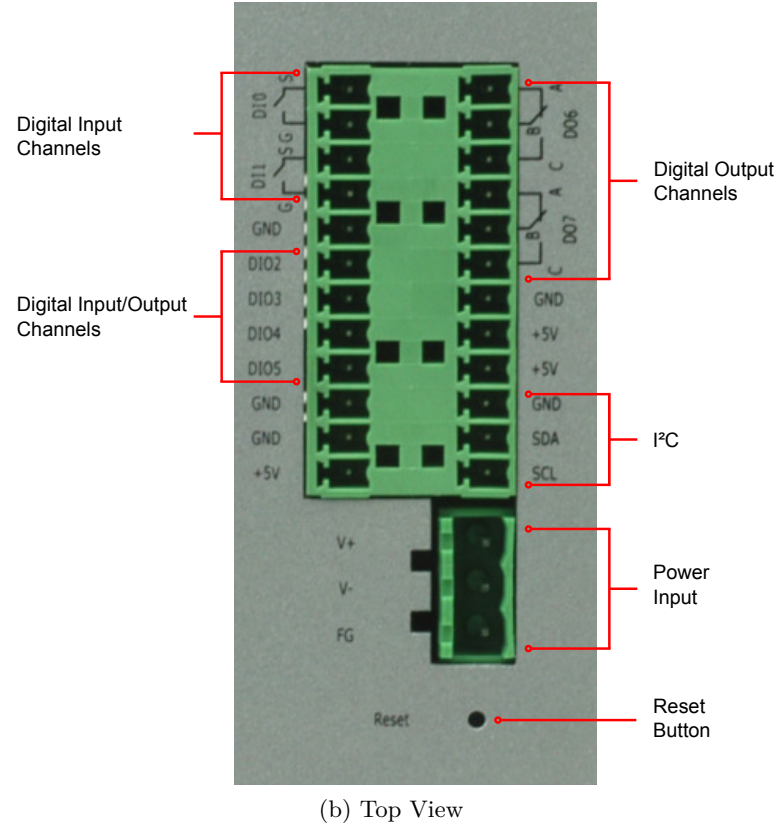 Digital Input
Channels
Digital Input/Output
Channels
DI0
S
G
DI1
S
G
GND
DIO2
DIO3
DIO4
DIO5
GND
GND
+5V
A
B
C
DO6
A
B
C
DO7
GND
+5V
+5V
GND
SDA
SCL
Digital Output
Channels
I²C
V+
V-
FG
Power
Input
Reset
Reset
Button
(b) Top View